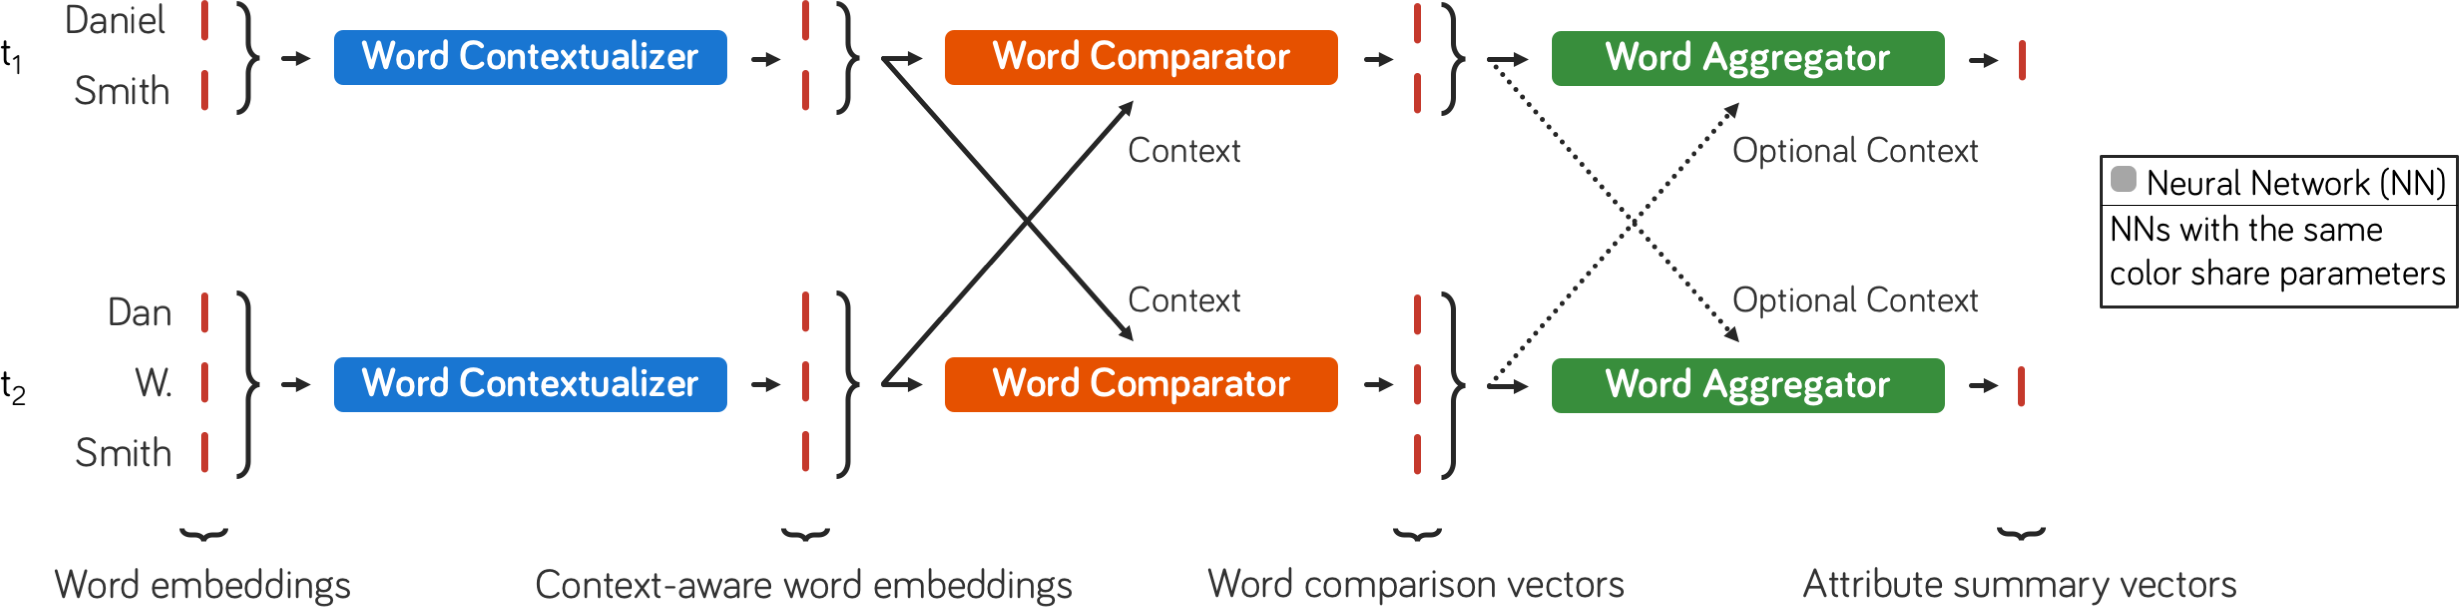 Daniel
t1
Smith
Word Contextualizer
Word Comparator
Word Aggregator
Context
Optional Context
Neural Network (NN)
NNs with the same
color share parameters
Context
Optional Context
Dan
t2
W.
Smith
Word Contextualizer
Word Comparator
Word Aggregator
Word embeddings
Context-aware word embeddings
Word comparison vectors
Attribute summary vectors